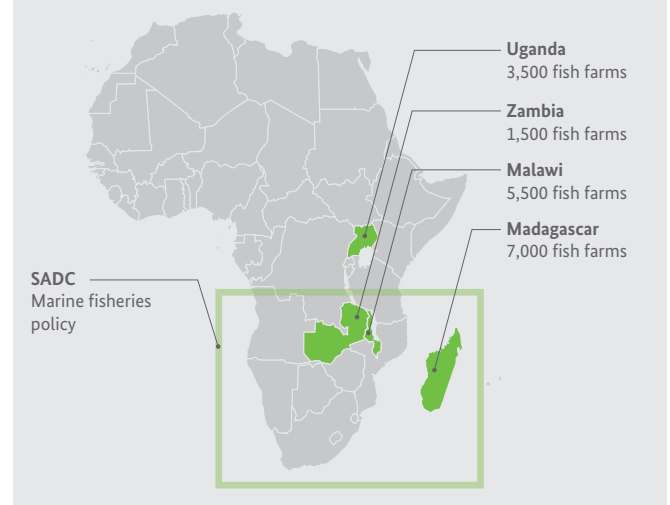 Uganda
3,500 fish farms
Zambia
1,500 fish farms
Malawi
5,500 fish farms
Madagascar
7,000 fish farms
SADC
Marine fisheries
policy